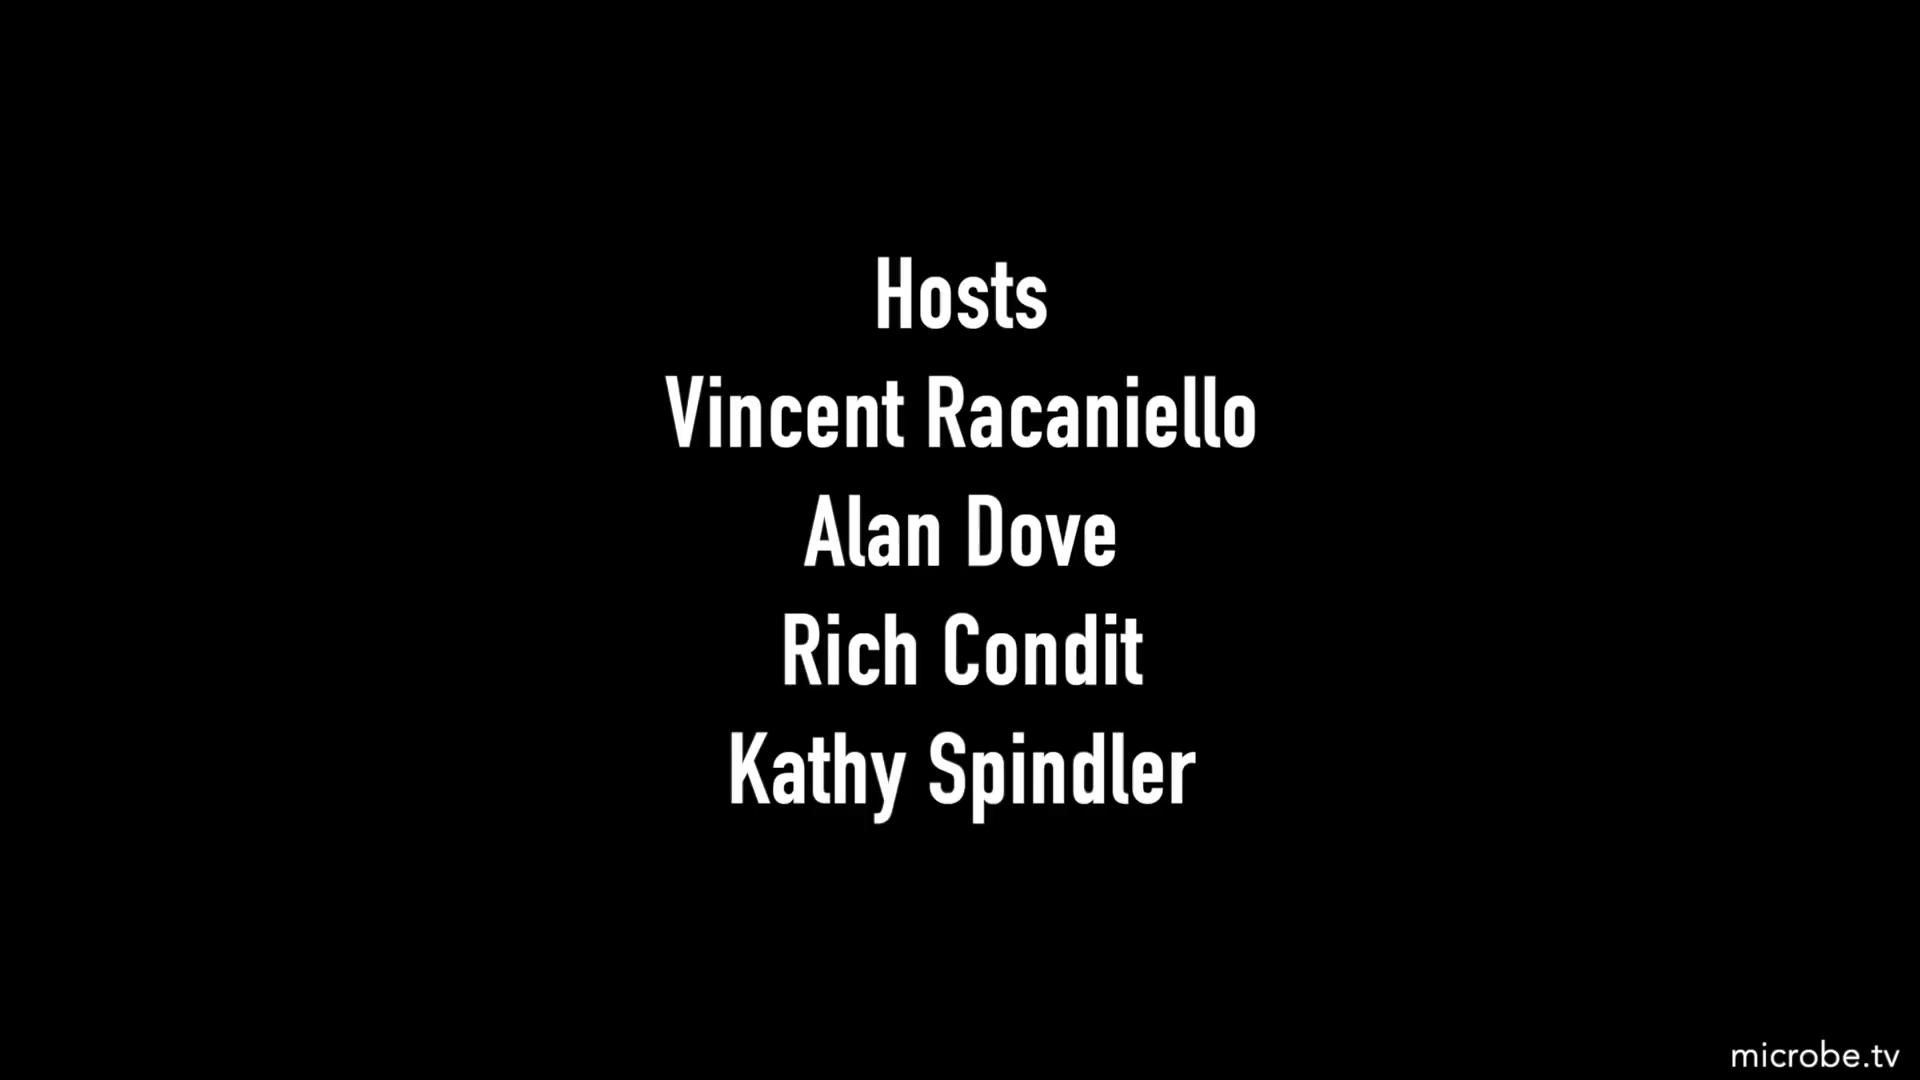 Hosts
Vincent Racaniello
Alan Dove
Rich Condit
Kathy Spindler
microbe.tv